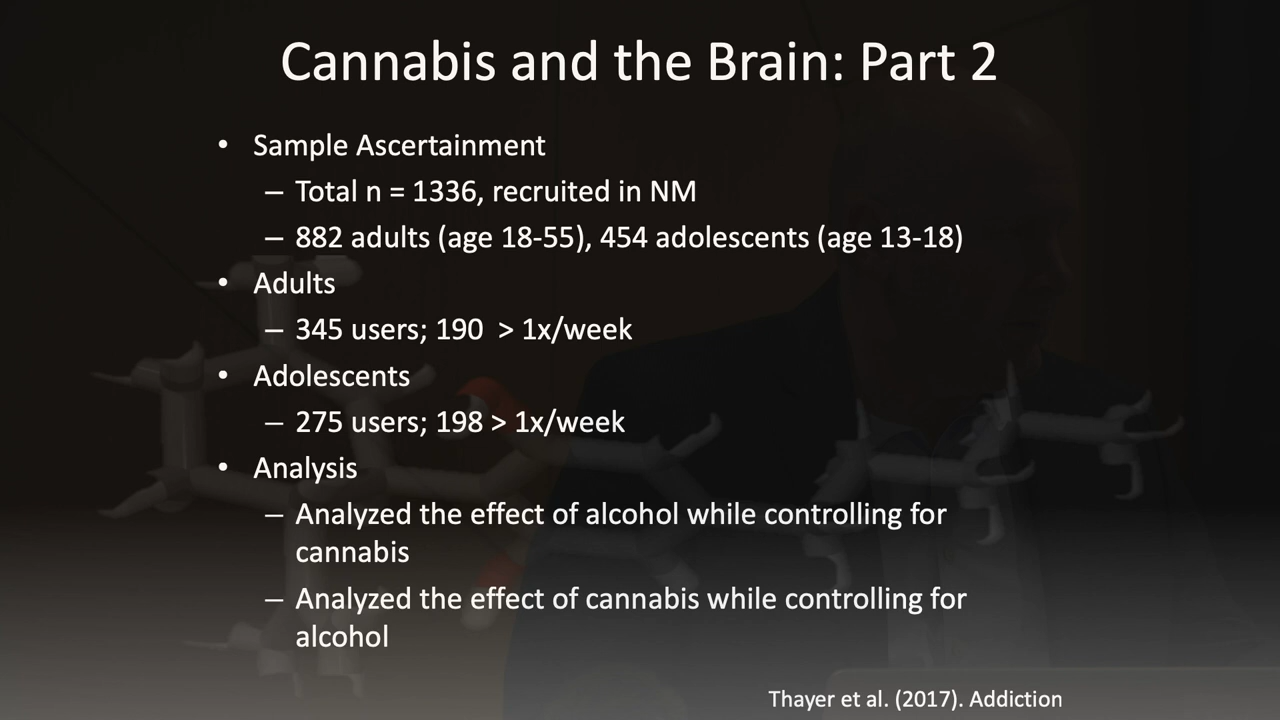 Cannabis and the Brain: Part 2
• Sample Ascertainment
– Total n = 1336, recruited in NM
– 882 adults (age 18-55), 454 adolescents (age 13-18)
• Adults
– 345 users; 190  > 1x/week
• Adolescents
– 275 users; 198 > 1x/week
• Analysis
– Analyzed the effect of alcohol while controlling for
cannabis
– Analyzed the effect of cannabis while controlling for
alcohol
Thayer et al. (2017). Addiction